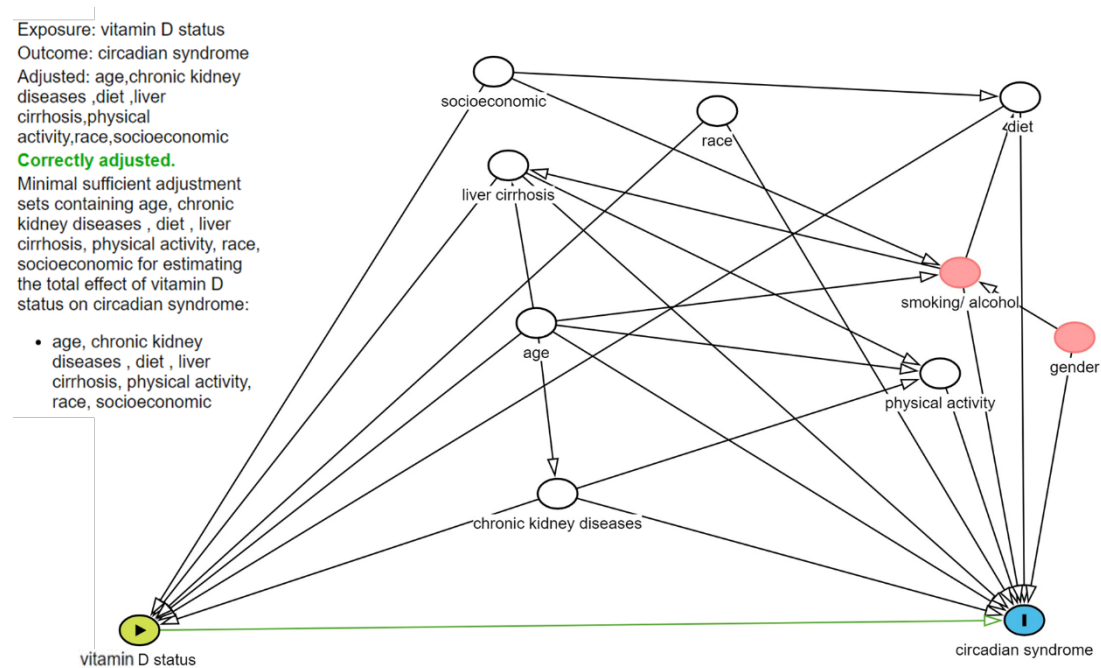 Exposure: vitamin D status
Outcome: circadian syndrome
Adjusted: age,chronic kidney
diseases ,diet ,liver
cirrhosis,physical
activity,race,socioeconomic
Correctly adjusted.
Minimal sufficient adjustment
sets containing age, chronic
kidney diseases , diet , liver
cirrhosis, physical activity, race,
socioeconomic for estimating
the total effect of vitamin D
status on circadian syndrome:
• age, chronic kidney
diseases , diet , liver
cirrhosis, physical activity,
race, socioeconomic
socioeconomic
race
diet
liver cirrhosis
smoking/ alcohol
age
gender
physical activity
chronic kidney diseases
vitamin D status
circadian syndrome